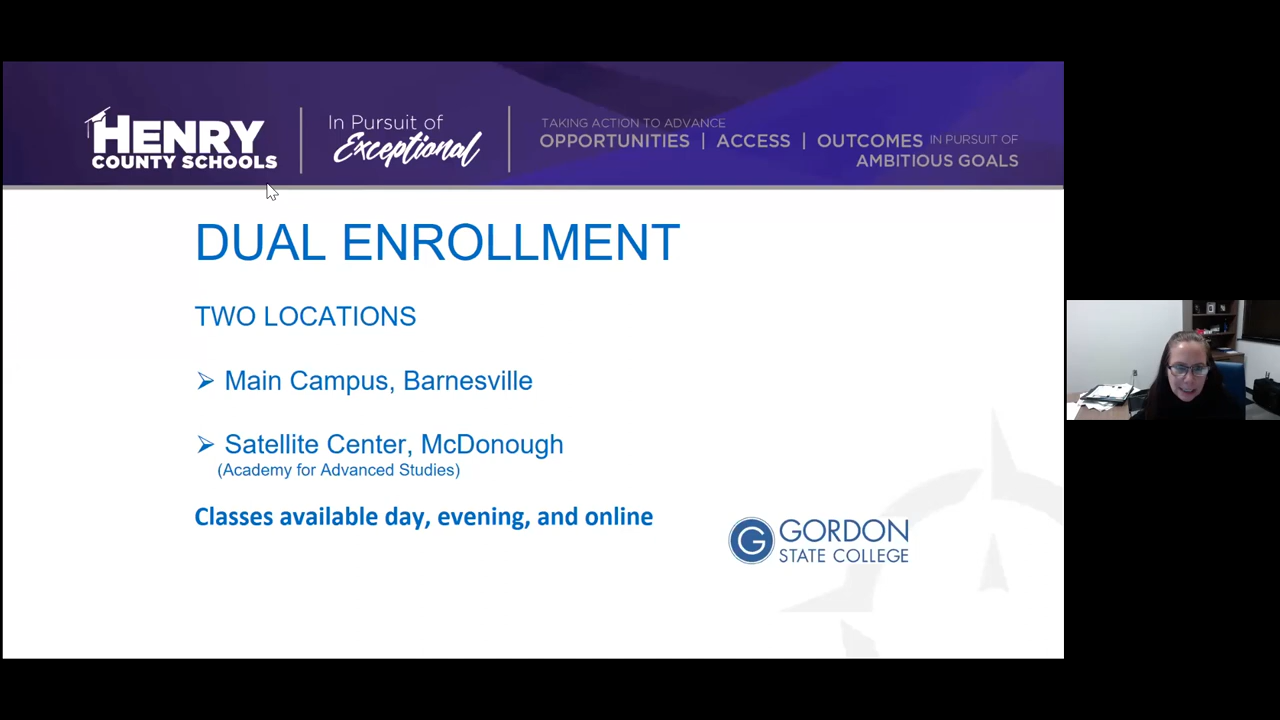 HENRY
COUNTY SCHOOLS
In Pursuit of
Exceptional
TAKING ACTION TO ADVANCE
OPPORTUNITIES | ACCESS | OUTCOMES IN PURSUIT OF
AMBITIOUS GOALS
DUAL ENROLLMENT
TWO LOCATIONS
➢ Main Campus, Barnesville
➢ Satellite Center, McDonough
(Academy for Advanced Studies)
Classes available day, evening, and online
G GORDON
STATE COLLEGE